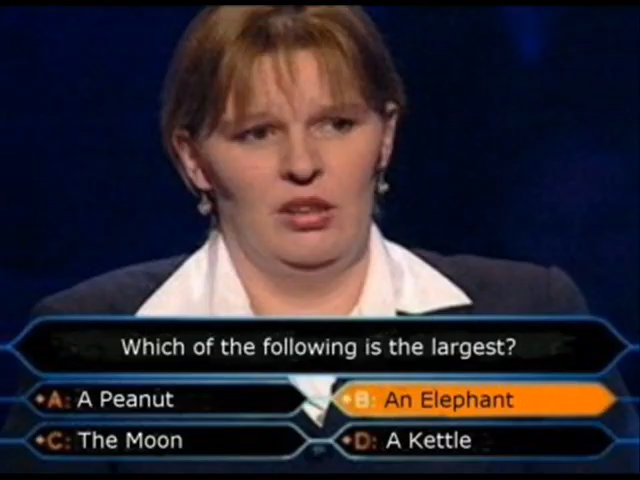 Which of the following is the largest?
A: A Peanut
B: An Elephant
C: The Moon
D: A Kettle